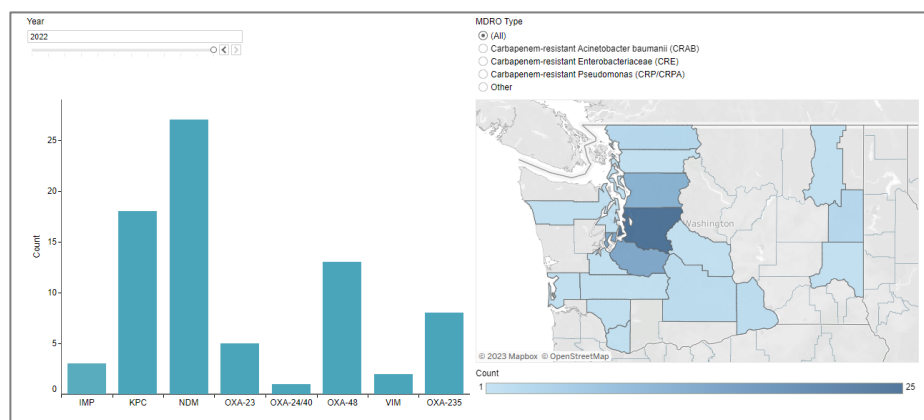 Year
2022
MDRO Type
(All)
Carbapenem-resistant Acinetobacter baumanii (CRAB)
Carbapenem-resistant Enterobacteriaceae (CRE)
Carbapenem-resistant Pseudomonas (CRP/CRPA)
Other
Count
25
20
15
10
5
0
IMP
KPC
NDM
OXA-23
OXA-24/40
OXA-48
VIM
OXA-235
Washington
© 2023 Mapbox © OpenStreetMap
Count
1
25